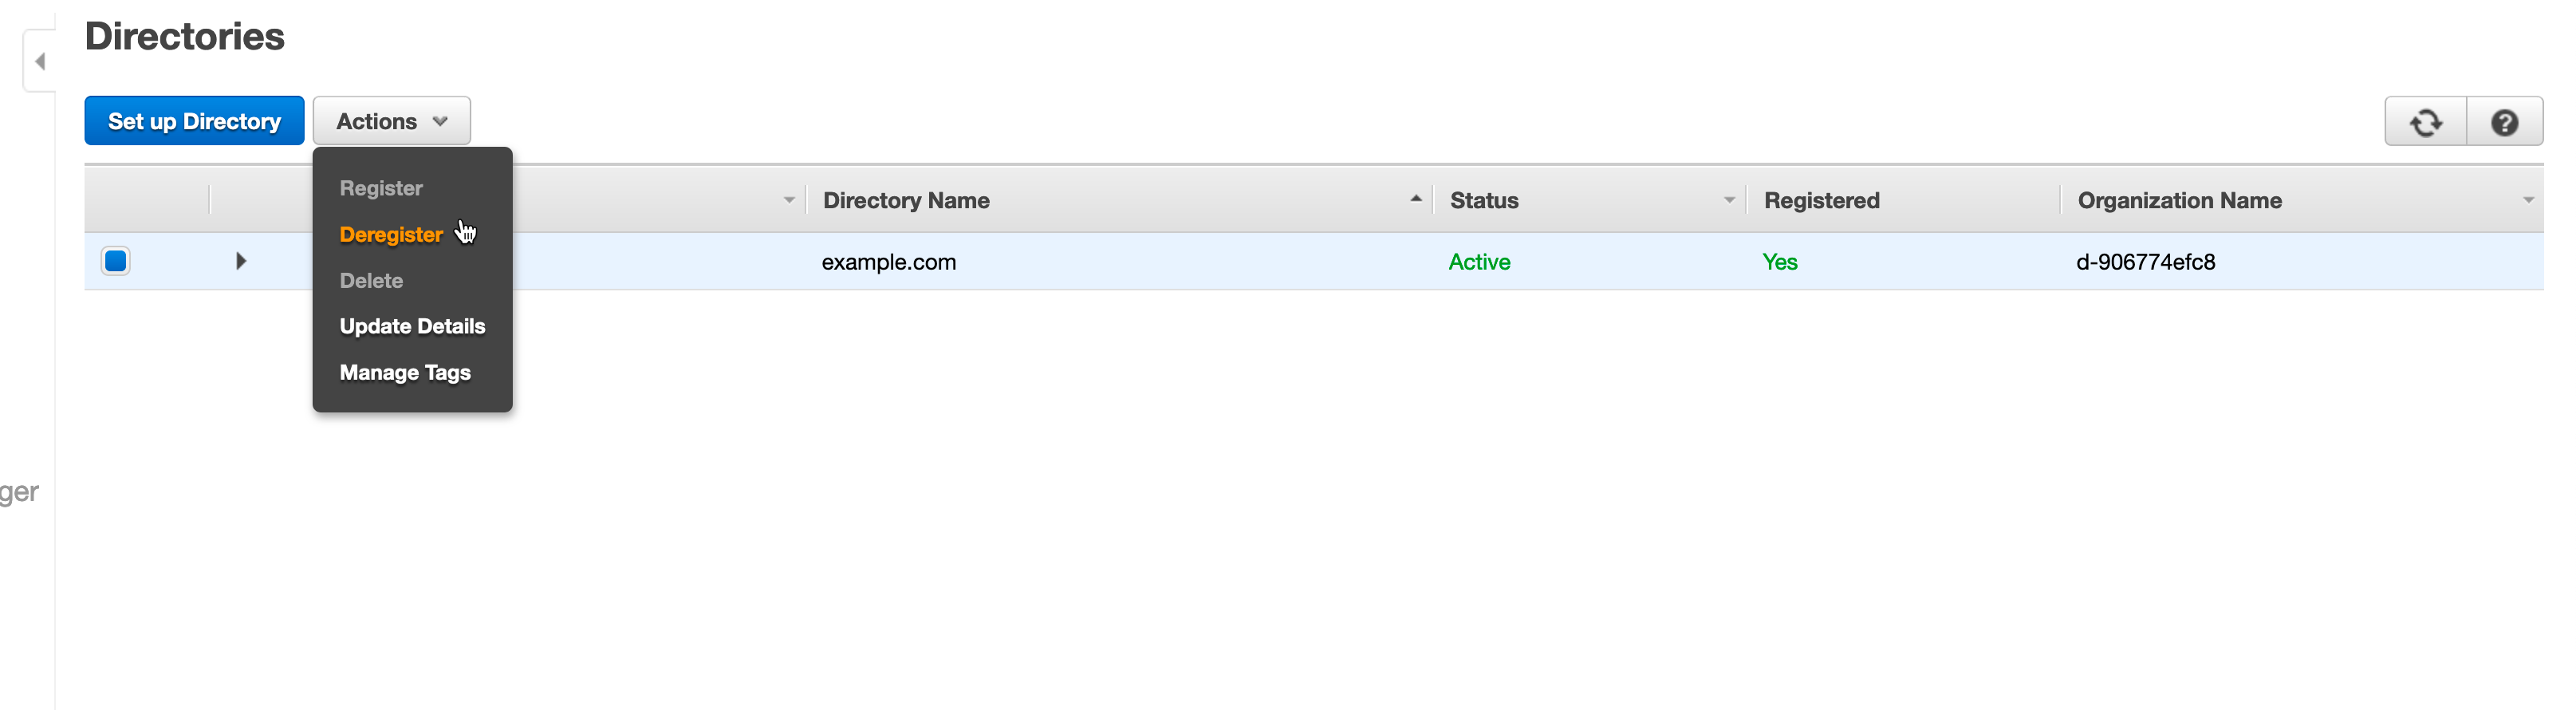 Directories
Set up Directory Actions
Register
Deregister
Delete
Update Details
Manage Tags
Directory Name Status Registered Organization Name
example.com Active Yes d-906774efc8
ger